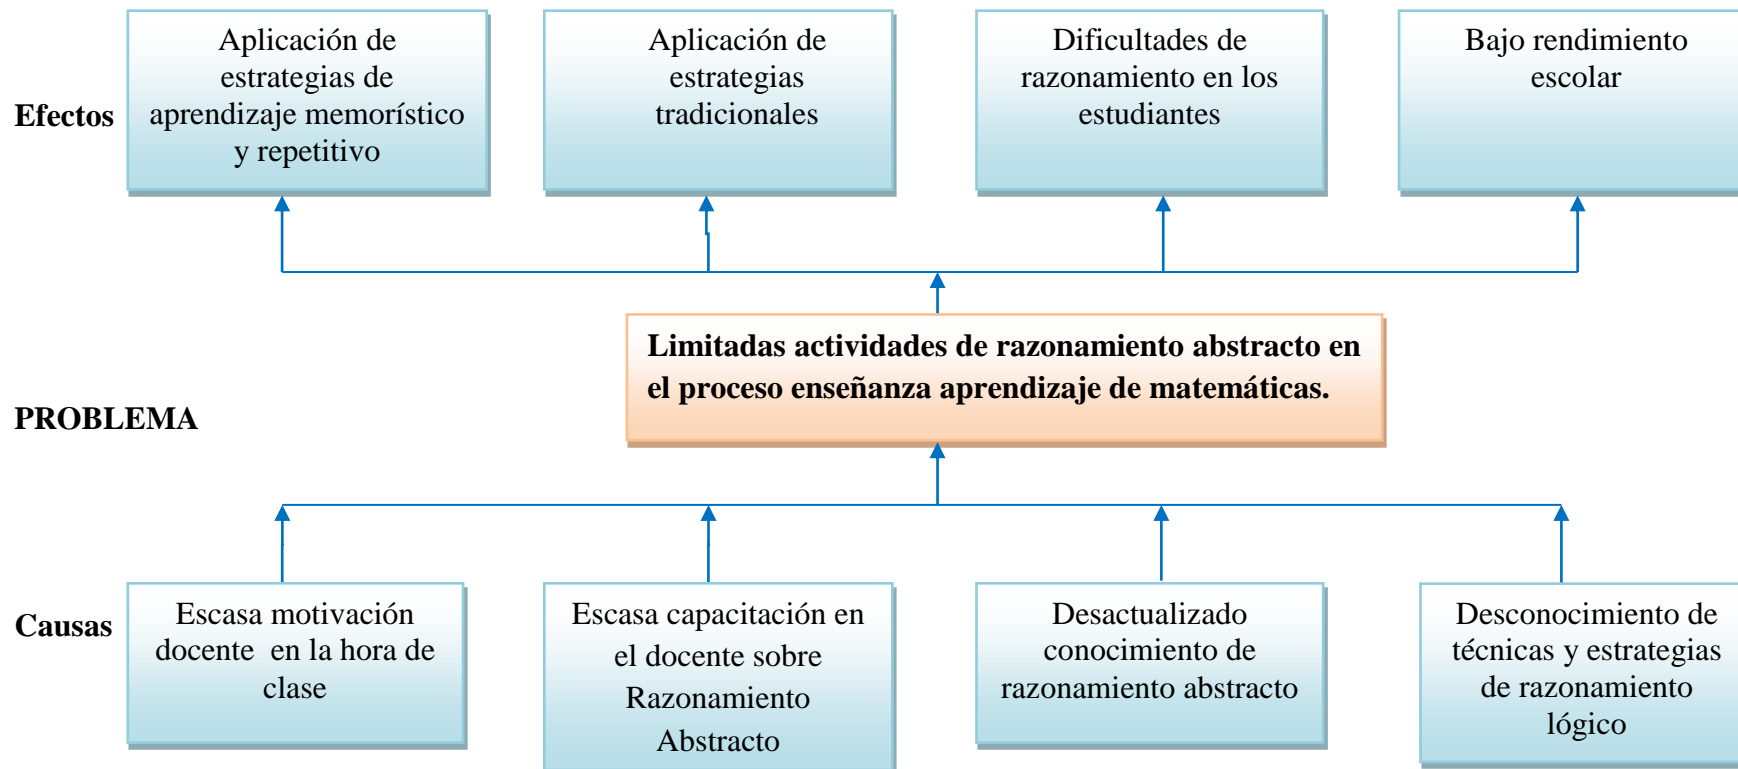 Aplicación de
estrategias de
aprendizaje memorístico
y repetitivo
Aplicación de
estrategias
tradicionales
Dificultades de
razonamiento en los
estudiantes
Bajo rendimiento
escolar
Efectos
Limitadas actividades de razonamiento abstracto en
el proceso enseñanza aprendizaje de matemáticas.
PROBLEMA
Causas
Escasa motivación
docente en la hora de
clase
Escasa capacitación en
el docente sobre
Razonamiento
Abstracto
Desactualizado
conocimiento de
razonamiento abstracto
Desconocimiento de
técnicas y estrategias
de razonamiento
lógico